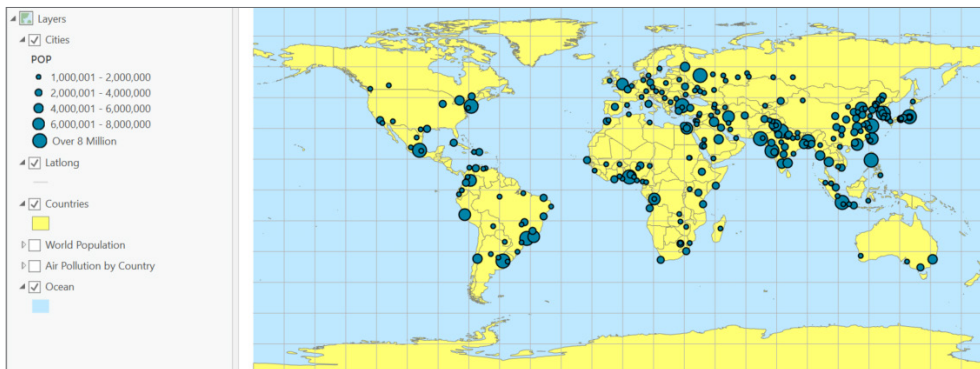 Layers
Cities
POP
1,000,001 - 2,000,000
2,000,001 - 4,000,000
4,000,001 - 6,000,000
6,000,001 - 8,000,000
Over 8 Million
Latlong
Countries
World Population
Air Pollution by Country
Ocean